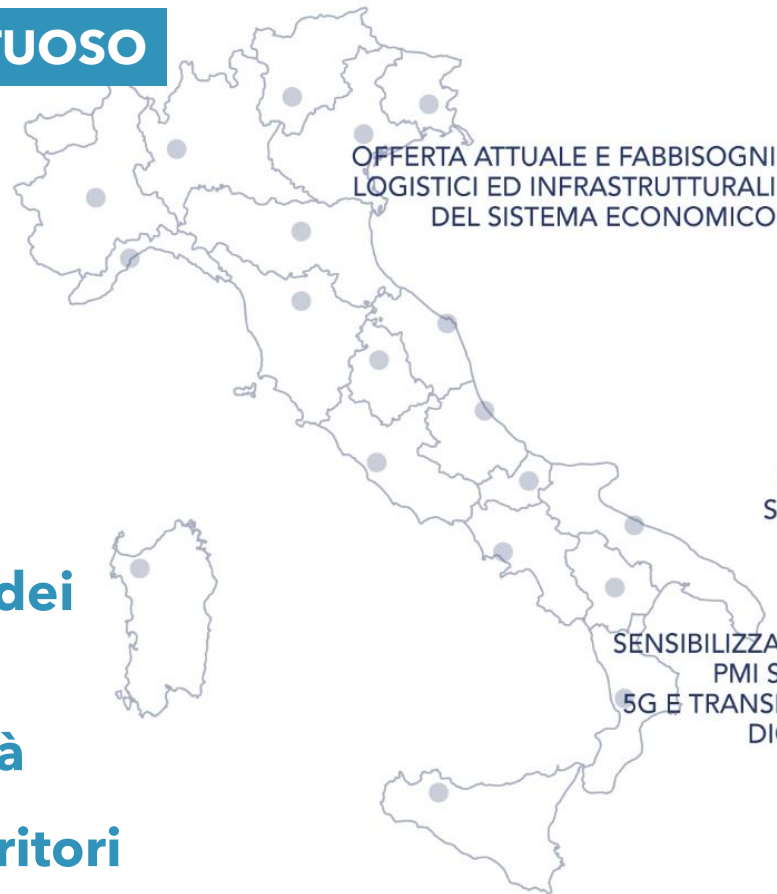 TUOSO
OFFERTA ATTUALE E FABBISOGNI
LOGISTICI ED INFRASTRUTTURALI
DEL SISTEMA ECONOMICO
S
dei
SENSIBILIZZA
PMI S
5G E TRANSI
DI
à
ritori